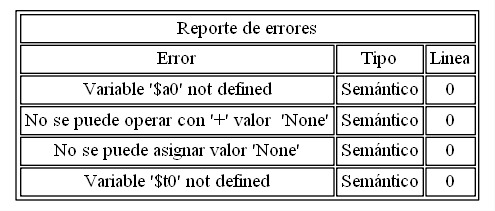 Reporte de errores
Error Tipo Linea
Variable '$a0' not defined Semántico 0
No se puede operar con '+' valor 'None' Semántico 0
No se puede asignar valor 'None' Semántico 0
Variable '$t0' not defined Semántico 0